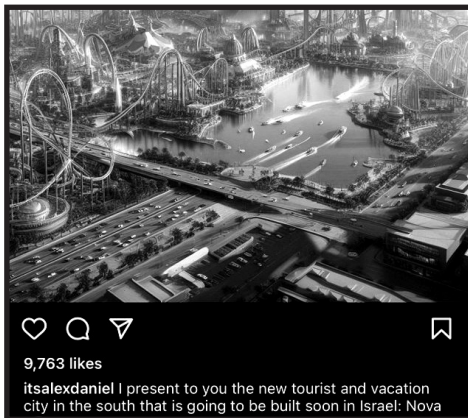 9,763 likes
itsalexdaniel I present to you the new tourist and vacation
city in the south that is going to be built soon in Israel: Nova